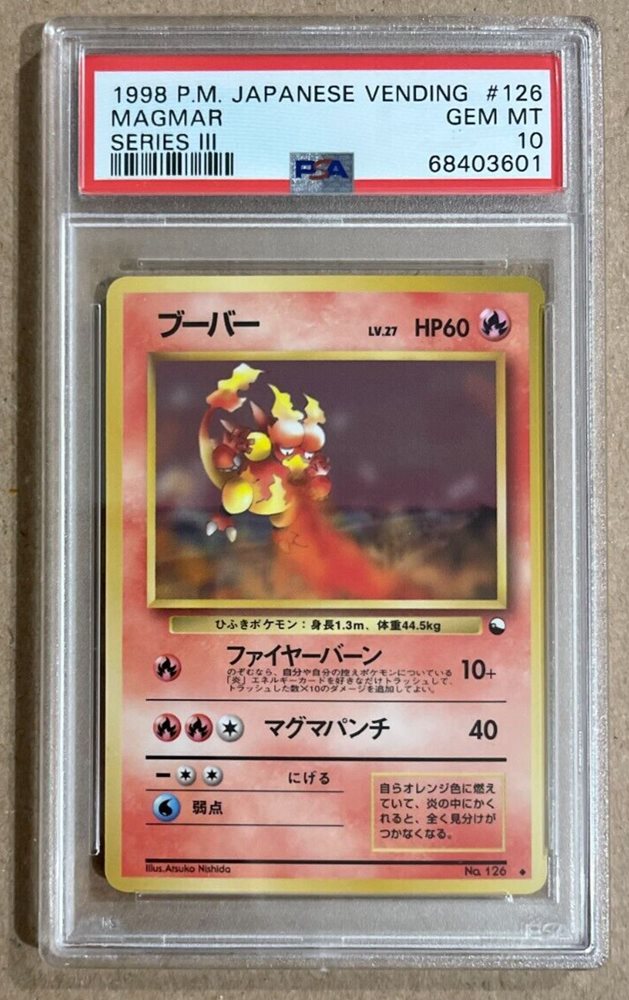 1998 P.M. JAPANESE VENDING #126
MAGMAR GEM MT
SERIES III 10
PSA 68403601
ブーバー LV.27 HP60
ひふきポケモン：身長1.3m、体重44.5kg
ファイヤーバーン 10+
のぞむなら、自分や自分の控えポケモンについている
「炎」エネルギーカードを好きなだけトラッシュして、
トラッシュした数×10のダメージを追加してよい。
マグマパンチ 40
にげる
弱点
自らオレンジ色に燃え
ていて、炎の中にかく
れると、全く見分けが
つかなくなる。
Illus.Atsuko Nishida No. 126
PSA